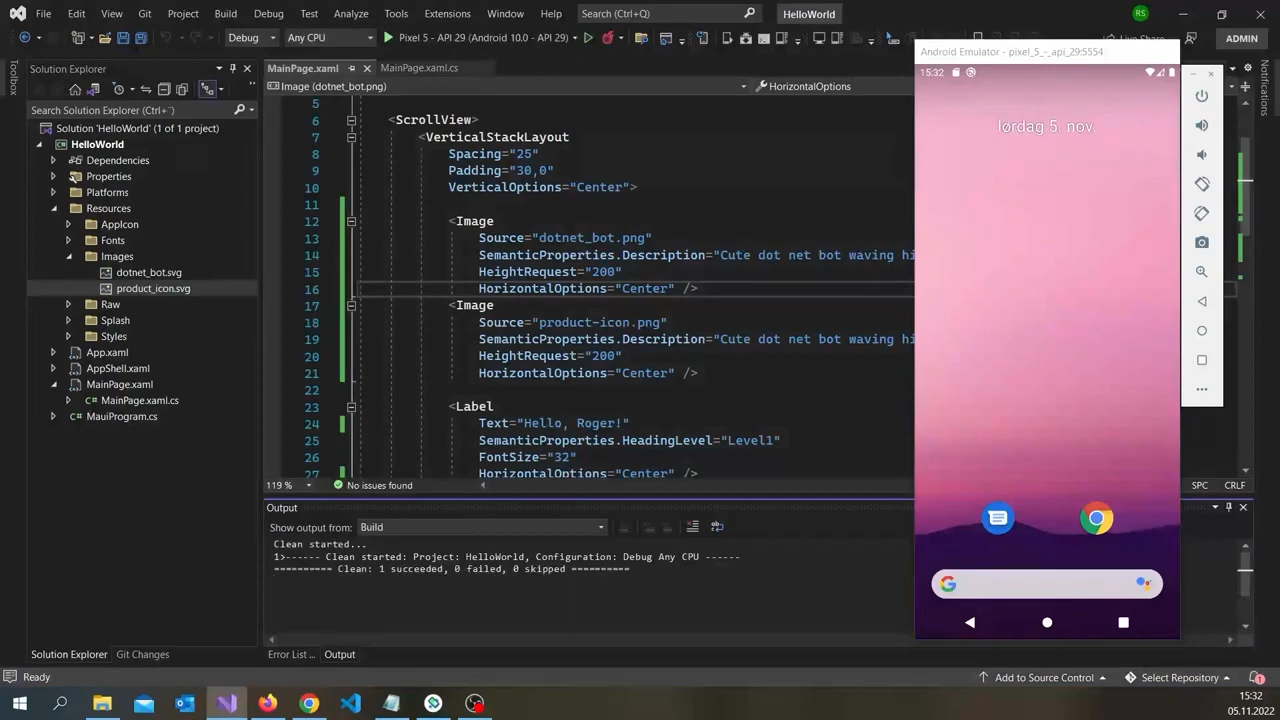 File Edit View Git Project Build Debug Test Analyze Tools Extensions Window Help Search (Ctrl+Q) HelloWorld RS
Debug Any CPU Pixel 5 - API 29 (Android 10.0 - API 29) Live Share ADMIN
Toolbox
Solution Explorer
Search Solution Explorer (Ctrl+¨)
Solution 'HelloWorld' (1 of 1 project)
HelloWorld
Dependencies
Properties
Platforms
Resources
AppIcon
Fonts
Images
dotnet_bot.svg
product_icon.svg
Raw
Splash
Styles
App.xaml
AppShell.xaml
MainPage.xaml
MainPage.xaml.cs
MauiProgram.cs
Solution Explorer Git Changes
MainPage.xaml MainPage.xaml.cs
Image (dotnet_bot.png) HorizontalOptions
5
6 <ScrollView>
7 <VerticalStackLayout
8 Spacing="25"
9 Padding="30,0"
10 VerticalOptions="Center">
11
12 <Image
13 Source="dotnet_bot.png"
14 SemanticProperties.Description="Cute dot net bot waving hi
15 HeightRequest="200"
16 HorizontalOptions="Center" />
17 <Image
18 Source="product-icon.png"
19 SemanticProperties.Description="Cute dot net bot waving hi
20 HeightRequest="200"
21 HorizontalOptions="Center" />
22
23 <Label
24 Text="Hello, Roger!"
25 SemanticProperties.HeadingLevel="Level1"
26 FontSize="32"
27 HorizontalOptions="Center" />
119 % No issues found SPC CRLF
Output
Show output from: Build
Clean started...
1>------ Clean started: Project: HelloWorld, Configuration: Debug Any CPU ------
========== Clean: 1 succeeded, 0 failed, 0 skipped ==========
Error List ... Output
Android Emulator - pixel_5_-_api_29:5554
15:32
lørdag 5. nov.
Notifications
Ready Add to Source Control Select Repository 1
15:32
05.11.2022